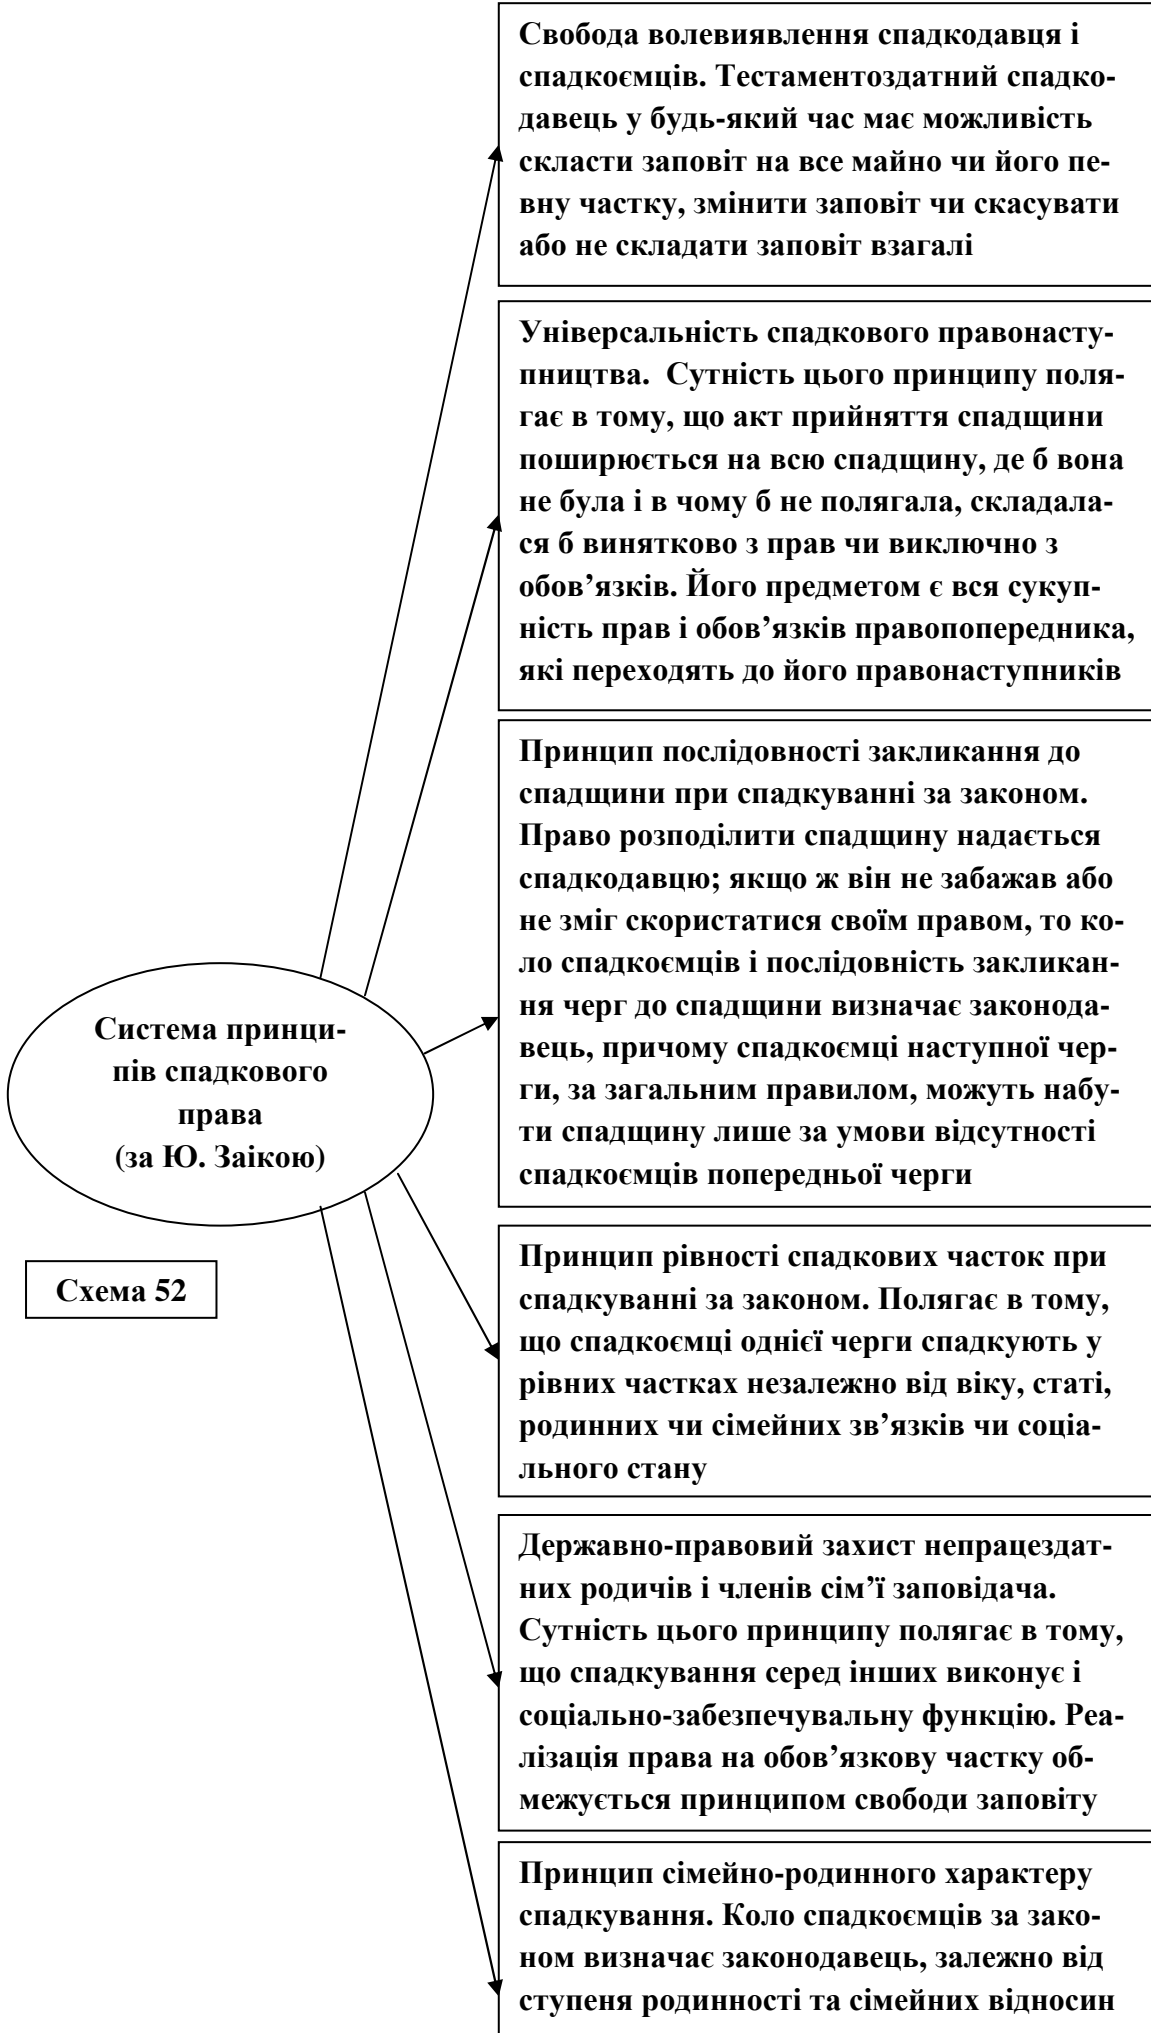 Свобода волевиявлення спадкодавця і
спадкоємців. Тестаментоздатний спадко-
давець у будь-який час має можливість
скласти заповіт на все майно чи його пе-
вну частку, змінити заповіт чи скасувати
або не складати заповіт взагалі
Універсальність спадкового правонасту-
пництва. Сутність цього принципу поля-
гає в тому, що акт прийняття спадщини
поширюється на всю спадщину, де б вона
не була і в чому б не полягала, складала-
ся б винятково з прав чи виключно з
обов’язків. Його предметом є вся сукуп-
ність прав і обов’язків правопопередника,
які переходять до його правонаступників
Принцип послідовності закликання до
спадщини при спадкуванні за законом.
Право розподілити спадщину надається
спадкодавцю; якщо ж він не забажав або
не зміг скористатися своїм правом, то ко-
ло спадкоємців і послідовність закликан-
ня черг до спадщини визначає законода-
вець, причому спадкоємці наступної чер-
ги, за загальним правилом, можуть набу-
ти спадщину лише за умови відсутності
спадкоємців попередньої черги
Система принци-
пів спадкового
права
(за Ю. Заікою)
Схема 52
Принцип рівності спадкових часток при
спадкуванні за законом. Полягає в тому,
що спадкоємці однієї черги спадкують у
рівних частках незалежно від віку, статі,
родинних чи сімейних зв’язків чи соціа-
льного стану
Державно-правовий захист непрацездат-
них родичів і членів сім’ї заповідача.
Сутність цього принципу полягає в тому,
що спадкування серед інших виконує і
соціально-забезпечувальну функцію. Реа-
лізація права на обов’язкову частку об-
межується принципом свободи заповіту
Принцип сімейно-родинного характеру
спадкування. Коло спадкоємців за зако-
ном визначає законодавець, залежно від
ступеня родинності та сімейних відносин